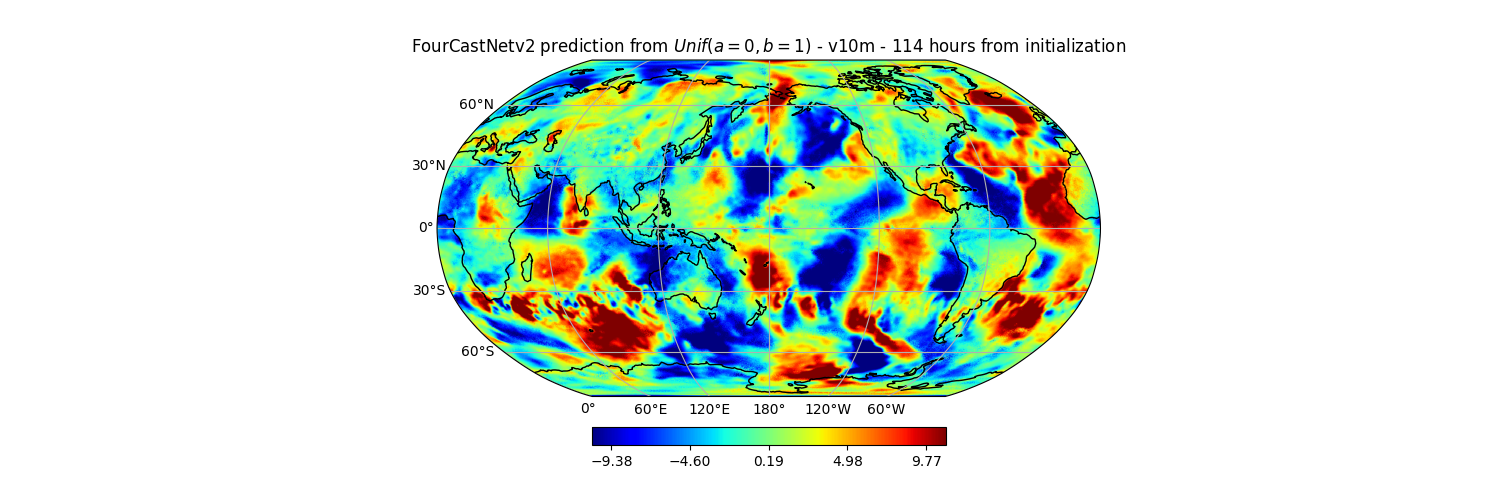 FourCastNetv2 prediction from Unif(a = 0, b = 1) - v10m - 114 hours from initialization
60°N
30°N
0°
30°S
60°S
0° 60°E 120°E 180° 120°W 60°W
−9.38 −4.60 0.19 4.98 9.77